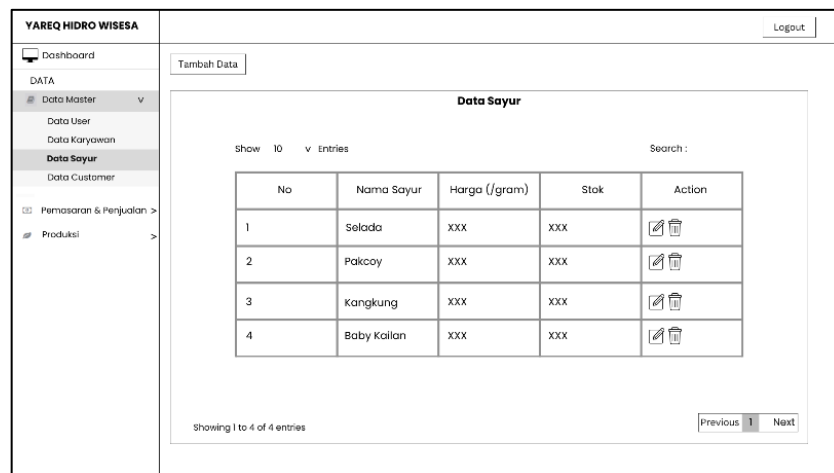 YAREQ HIDRO WISESA
Logout
Dashboard
DATA
Data Master v
Data User
Data Karyawan
Data Sayur
Data Customer
Pemasaran & Penjualan >
Produksi >
Tambah Data
Data Sayur
Show 10 v Entries Search :
No Nama Sayur Harga (/gram) Stok Action
1 Selada XXX XXX
2 Pakcoy XXX XXX
3 Kangkung XXX XXX
4 Baby Kailan XXX XXX
Showing 1 to 4 of 4 entries
Previous 1 Next